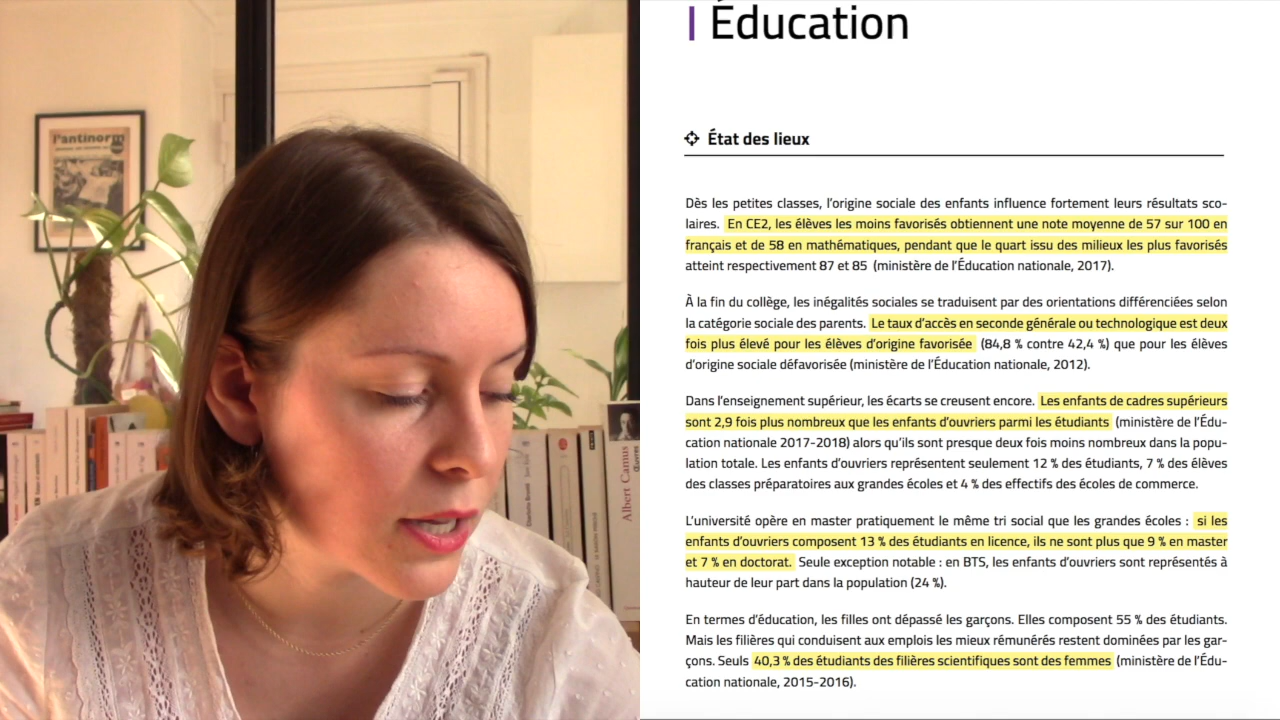 l'antinorm
Albert Camus
Œuvres
Éducation
État des lieux
Dès les petites classes, l'origine sociale des enfants influence fortement leurs résultats sco-
laires. En CE2, les élèves les moins favorisés obtiennent une note moyenne de 57 sur 100 en
français et de 58 en mathématiques, pendant que le quart issu des milieux les plus favorisés
atteint respectivement 87 et 85 (ministère de l'Éducation nationale, 2017).
À la fin du collège, les inégalités sociales se traduisent par des orientations différenciées selon
la catégorie sociale des parents. Le taux d'accès en seconde générale ou technologique est deux
fois plus élevé pour les élèves d'origine favorisée (84,8 % contre 42,4 %) que pour les élèves
d'origine sociale défavorisée (ministère de l'Éducation nationale, 2012).
Dans l'enseignement supérieur, les écarts se creusent encore. Les enfants de cadres supérieurs
sont 2,9 fois plus nombreux que les enfants d'ouvriers parmi les étudiants (ministère de l'Édu-
cation nationale 2017-2018) alors qu'ils sont presque deux fois moins nombreux dans la popu-
lation totale. Les enfants d'ouvriers représentent seulement 12 % des étudiants, 7 % des élèves
des classes préparatoires aux grandes écoles et 4 % des effectifs des écoles de commerce.
L'université opère en master pratiquement le même tri social que les grandes écoles : si les
enfants d'ouvriers composent 13 % des étudiants en licence, ils ne sont plus que 9 % en master
et 7 % en doctorat. Seule exception notable : en BTS, les enfants d'ouvriers sont représentés à
hauteur de leur part dans la population (24 %).
En termes d'éducation, les filles ont dépassé les garçons. Elles composent 55 % des étudiants.
Mais les filières qui conduisent aux emplois les mieux rémunérés restent dominées par les gar-
çons. Seuls 40,3 % des étudiants des filières scientifiques sont des femmes (ministère de l'Édu-
cation nationale, 2015-2016).